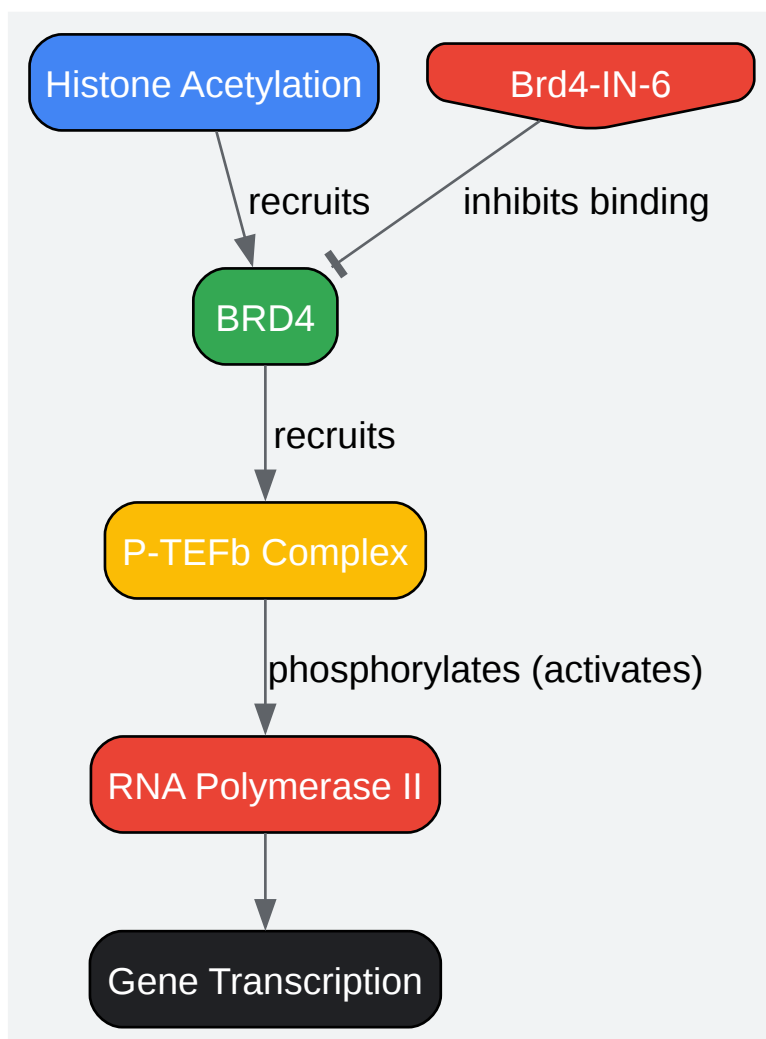 Histone Acetylation
Brd4-IN-6
recruits
inhibits binding
BRD4
recruits
P-TEFb Complex
phosphorylates (activates)
RNA Polymerase II
Gene Transcription